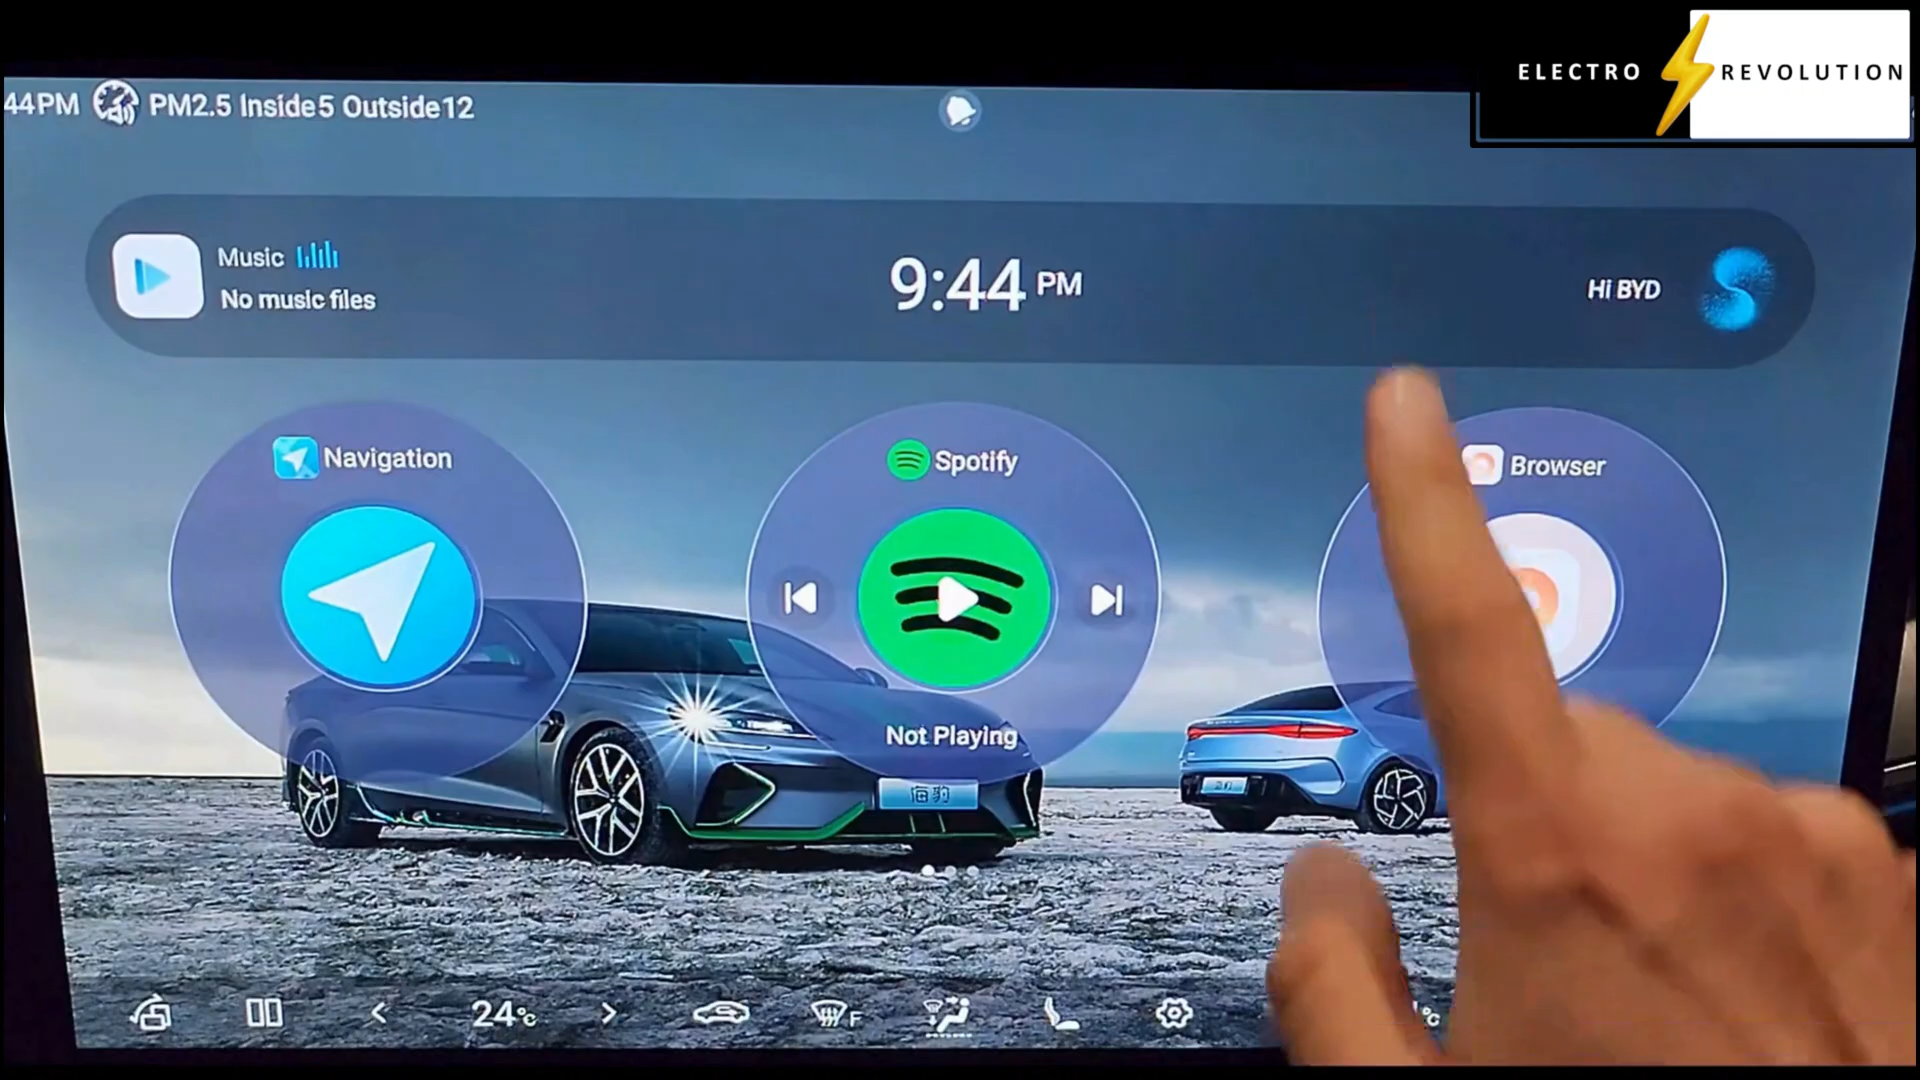 ELECTRO REVOLUTION
44PM PM2.5 Inside5 Outside12
Music
No music files
9:44 PM
Hi BYD
Navigation
Spotify
Browser
Not Playing
海豹
24°C
F
°C